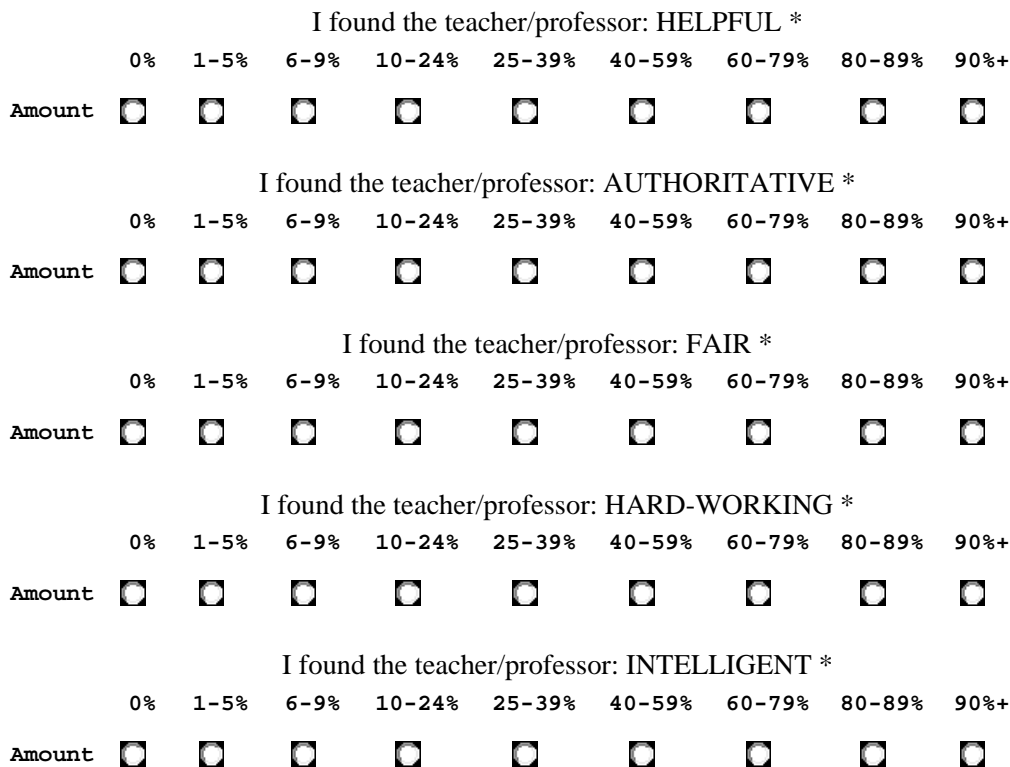 I found the teacher/professor: HELPFUL *
0% 1-5% 6-9% 10-24% 25-39% 40-59% 60-79% 80-89% 90%+
Amount
I found the teacher/professor: AUTHORITATIVE *
0% 1-5% 6-9% 10-24% 25-39% 40-59% 60-79% 80-89% 90%+
Amount
I found the teacher/professor: FAIR *
0% 1-5% 6-9% 10-24% 25-39% 40-59% 60-79% 80-89% 90%+
Amount
I found the teacher/professor: HARD-WORKING *
0% 1-5% 6-9% 10-24% 25-39% 40-59% 60-79% 80-89% 90%+
Amount
I found the teacher/professor: INTELLIGENT *
0% 1-5% 6-9% 10-24% 25-39% 40-59% 60-79% 80-89% 90%+
Amount